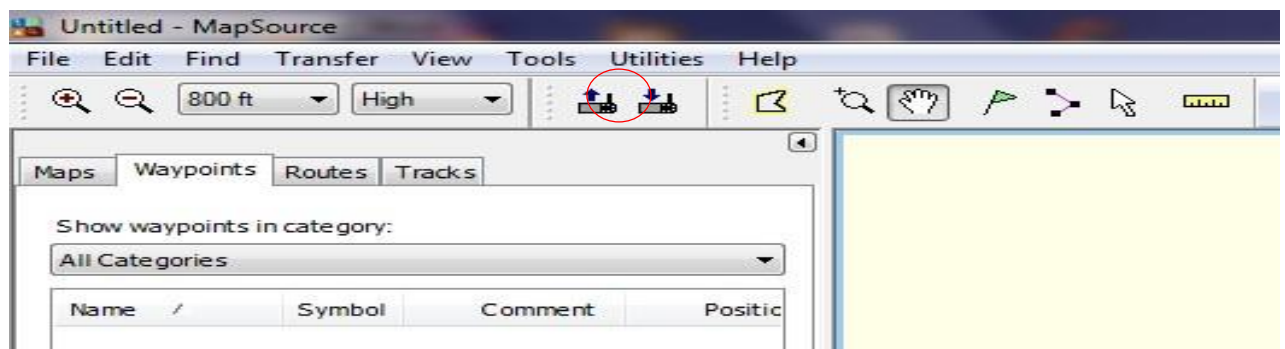 Untitled - MapSource
File Edit Find Transfer View Tools Utilities Help
800 ft High
Maps Waypoints Routes Tracks
Show waypoints in category:
All Categories
Name / Symbol Comment Positic